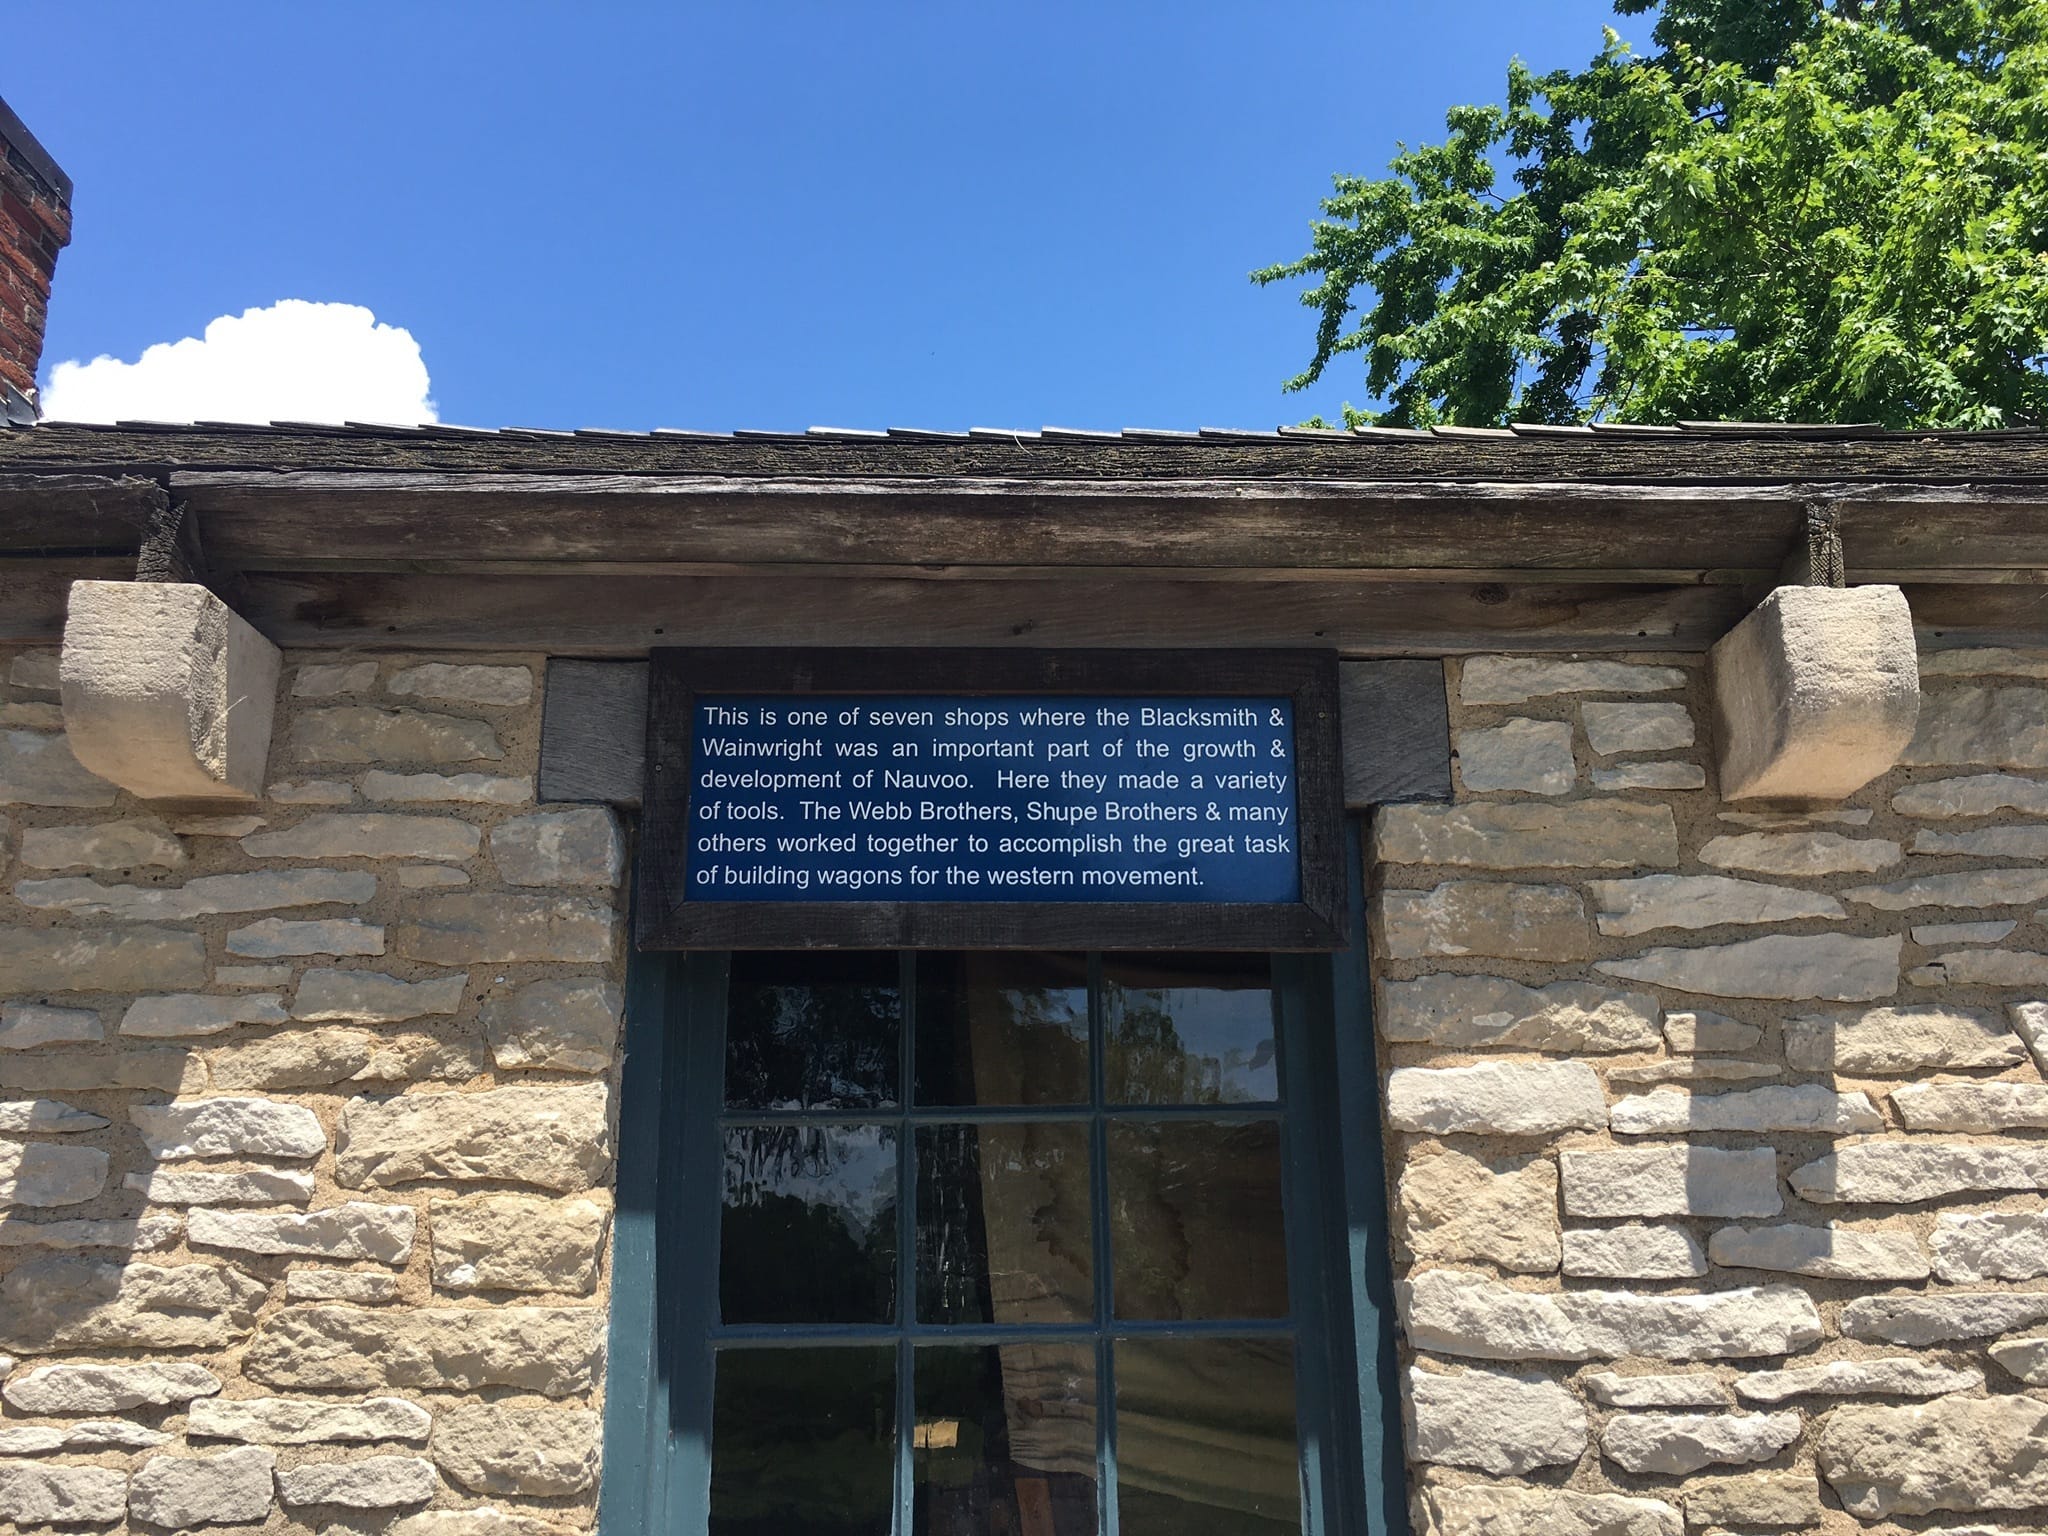 This is one of seven shops where the Blacksmith &
Wainwright was an important part of the growth &
development of Nauvoo. Here they made a variety
of tools. The Webb Brothers, Shupe Brothers & many
others worked together to accomplish the great task
of building wagons for the western movement.